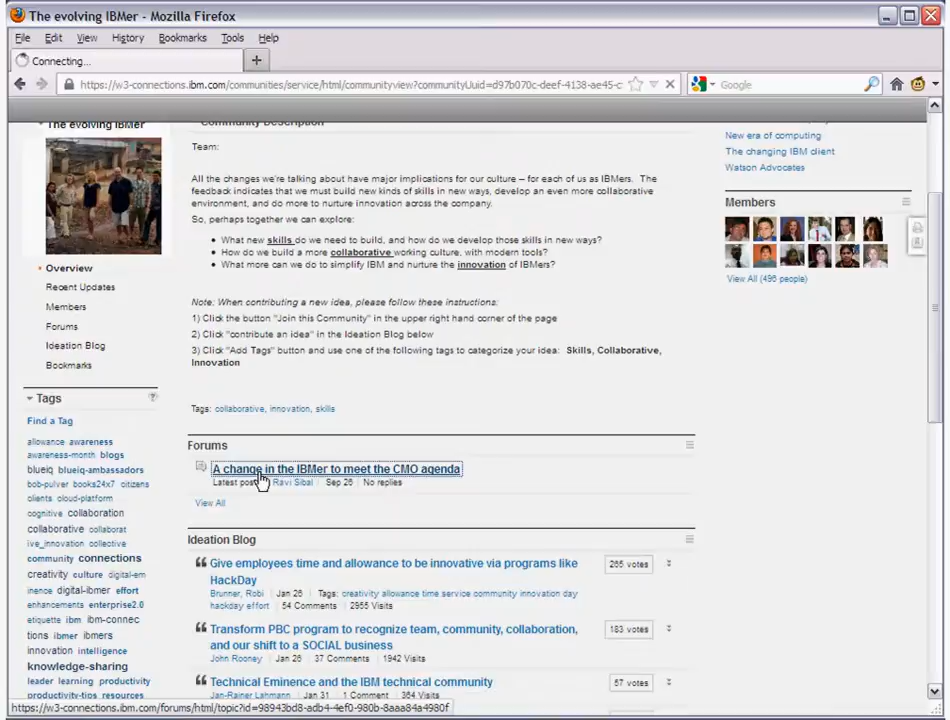 The evolving IBMer - Mozilla Firefox
File Edit View History Bookmarks Tools Help
Connecting...
https://w3-connections.ibm.com/communities/service/html/communityview?communityUuid=d97b070c-deef-4138-ae45-c
Google
The evolving IBMer
Community Description
Team:
All the changes we're talking about have major implications for our culture – for each of us as IBMers. The
feedback indicates that we must build new kinds of skills in new ways, develop an even more collaborative
environment, and do more to nurture innovation across the company.
So, perhaps together we can explore:
• What new skills do we need to build, and how do we develop those skills in new ways?
• How do we build a more collaborative working culture, with modern tools?
• What more can we do to simplify IBM and nurture the innovation of IBMers?
Note: When contributing a new idea, please follow these instructions:
1) Click the button "Join this Community" in the upper right hand corner of the page
2) Click "contribute an idea" in the Ideation Blog below
3) Click "Add Tags" button and use one of the following tags to categorize your idea: Skills, Collaborative,
Innovation
Tags: collaborative, innovation, skills
Overview
Recent Updates
Members
Forums
Ideation Blog
Bookmarks
Tags
?
Find a Tag
allowance awareness
awareness-month blogs
blueiq blueiq-ambassadors
bob-pulver books24x7 citizens
clients cloud-platform
cognitive collaboration
collaborative collaborat
ive_innovation collective
community connections
creativity culture digital-em
inence digital-ibmer effort
enhancements enterprise2.0
etiquette ibm ibm-connec
tions ibmer ibmers
innovation intelligence
knowledge-sharing
leader learning productivity
productivity-tips resources
Forums
A change in the IBMer to meet the CMO agenda
Latest post Ravi Sibal | Sep 26 | No replies
View All
Ideation Blog
Give employees time and allowance to be innovative via programs like
HackDay
Brunner, Robi | Jan 26 | Tags: creativity allowance time service community innovation day
hackday effort | 54 Comments | 2955 Visits
265 votes
Transform PBC program to recognize team, community, collaboration,
and our shift to a SOCIAL business
John Rooney | Jan 26 | 37 Comments | 1942 Visits
183 votes
Technical Eminence and the IBM technical community
Jan-Rainer Lahmann | Jan 31 | 1 Comment | 364 Visits
67 votes
New era of computing
The changing IBM client
Watson Advocates
Members
View All (496 people)
https://w3-connections.ibm.com/forums/html/topic?id=98943bd8-adb4-4ef0-980b-8aaa84a4980f